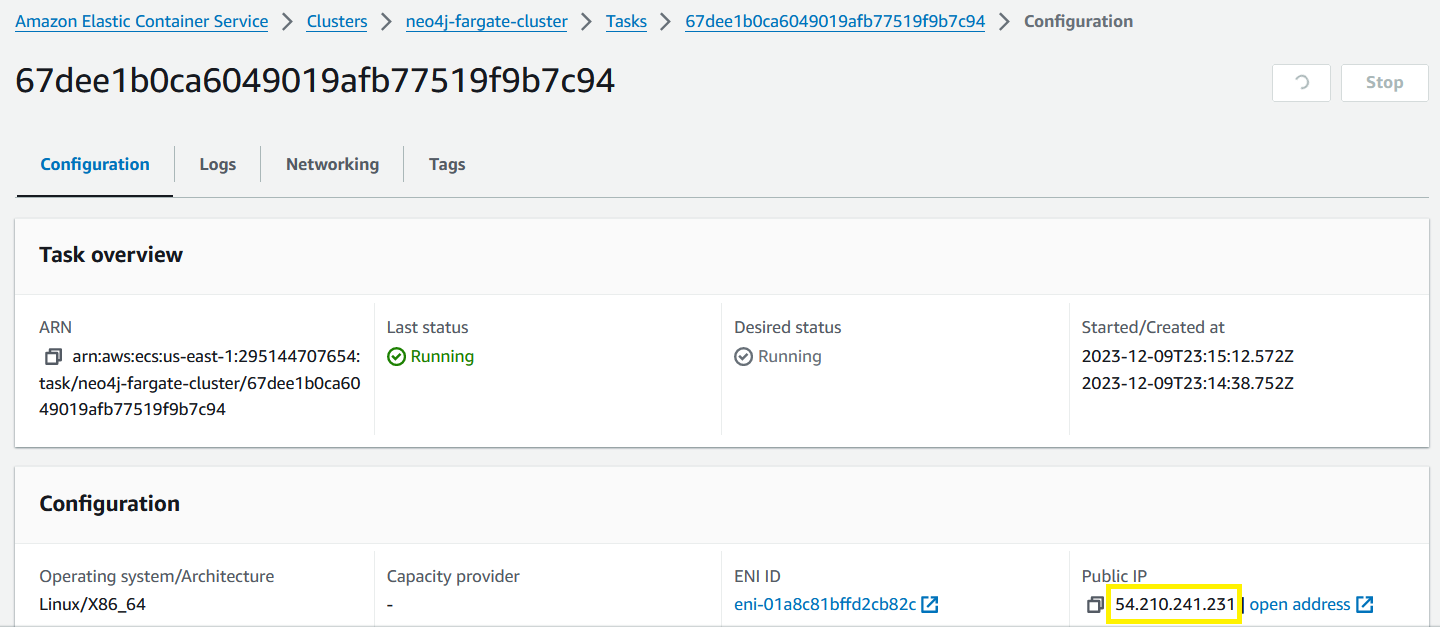 Amazon Elastic Container Service > Clusters > neo4j-fargate-cluster > Tasks > 67dee1b0ca6049019afb77519f9b7c94 > Configuration
67dee1b0ca6049019afb77519f9b7c94
Stop
Configuration Logs Networking Tags
Task overview
ARN
arn:aws:ecs:us-east-1:295144707654:
task/neo4j-fargate-cluster/67dee1b0ca60
49019afb77519f9b7c94
Last status
Running
Desired status
Running
Started/Created at
2023-12-09T23:15:12.572Z
2023-12-09T23:14:38.752Z
Configuration
Operating system/Architecture
Linux/X86_64
Capacity provider
-
ENI ID
eni-01a8c81bffd2cb82c
Public IP
54.210.241.231 | open address